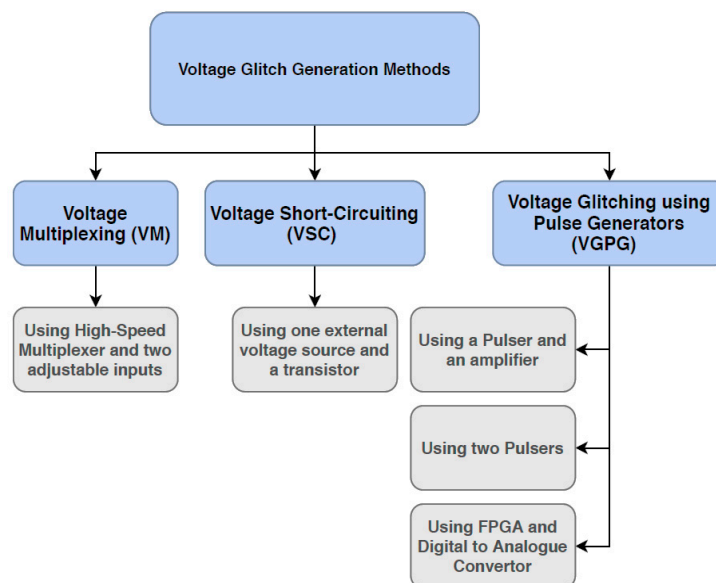 Voltage Glitch Generation Methods
Voltage
Multiplexing (VM)
Voltage Short-Circuiting
(VSC)
Voltage Glitching using
Pulse Generators
(VGPG)
Using High-Speed
Multiplexer and two
adjustable inputs
Using one external
voltage source and
a transistor
Using a Pulser and
an amplifier
Using two Pulsers
Using FPGA and
Digital to Analogue
Convertor